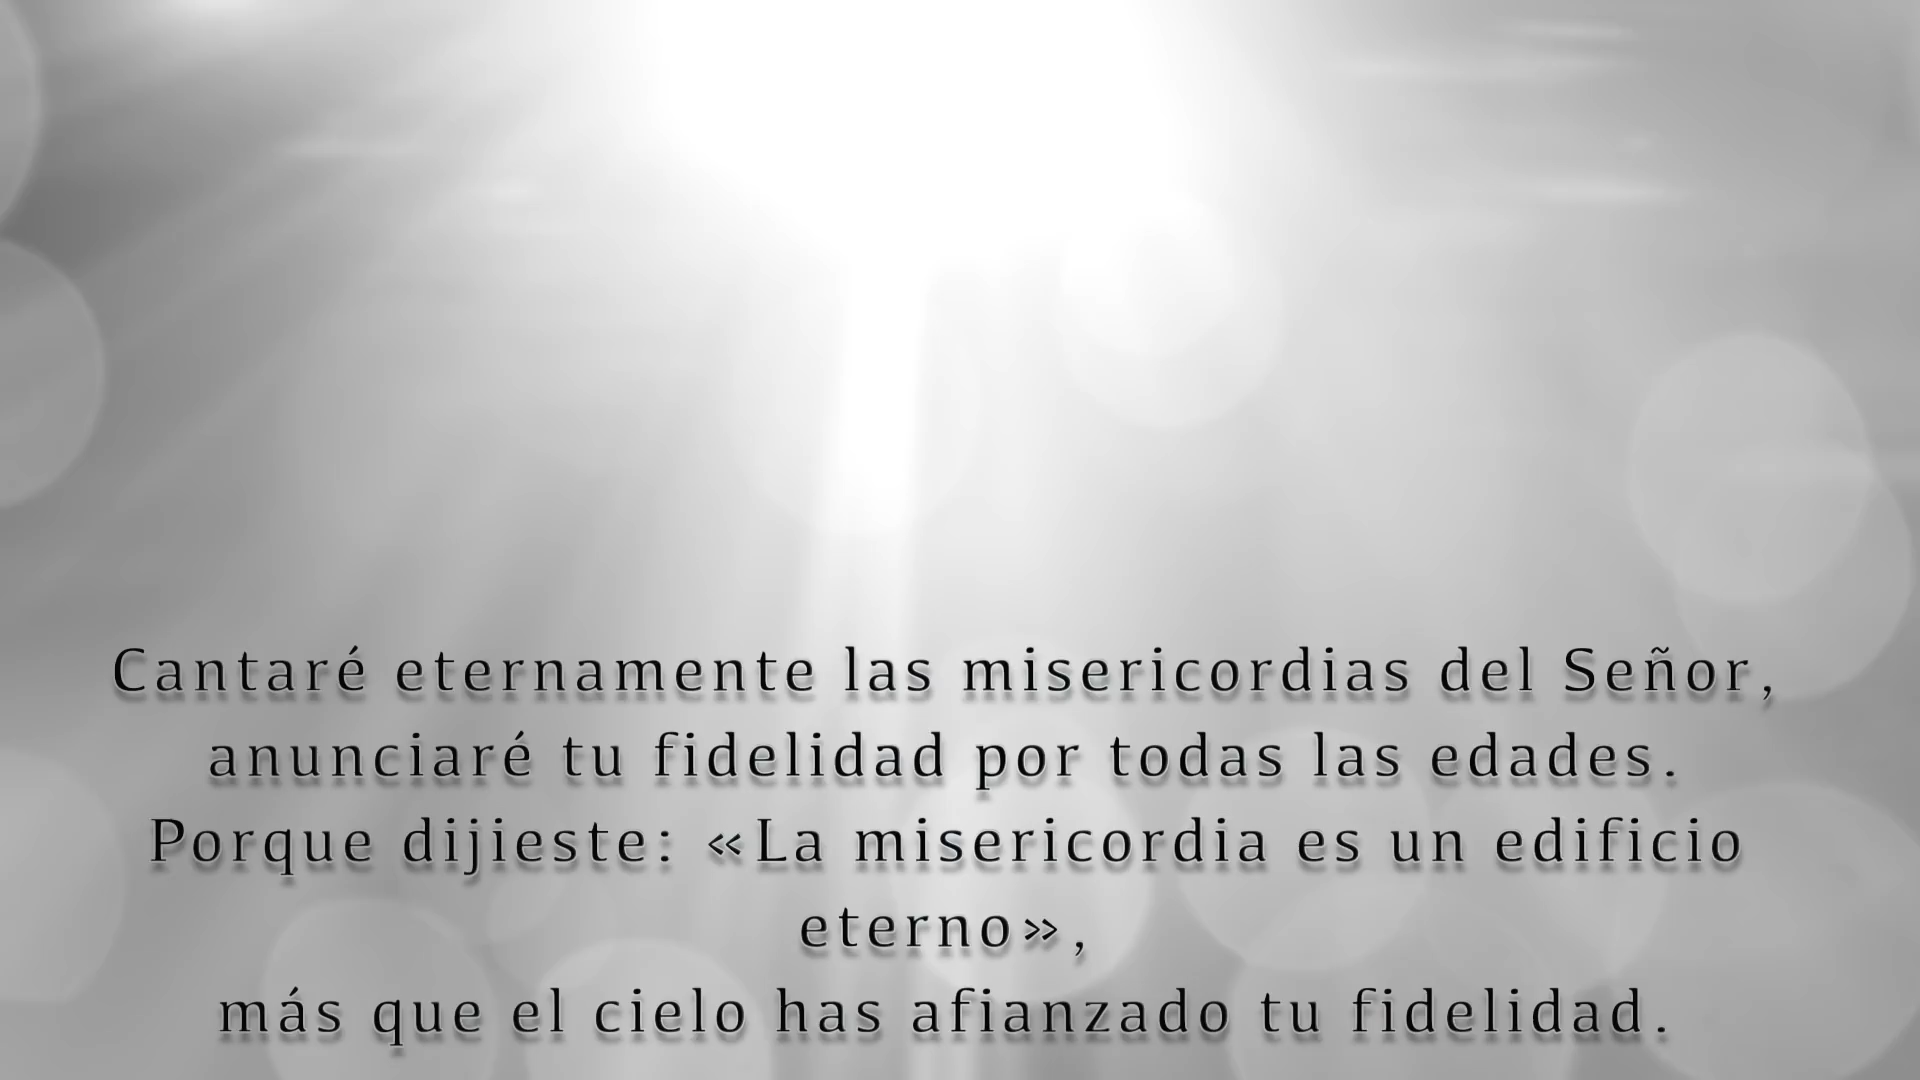 Cantaré eternamente las misericordias del Señor,
anunciaré tu fidelidad por todas las edades.
Porque dijieste: «La misericordia es un edificio
eterno»,
más que el cielo has afianzado tu fidelidad.